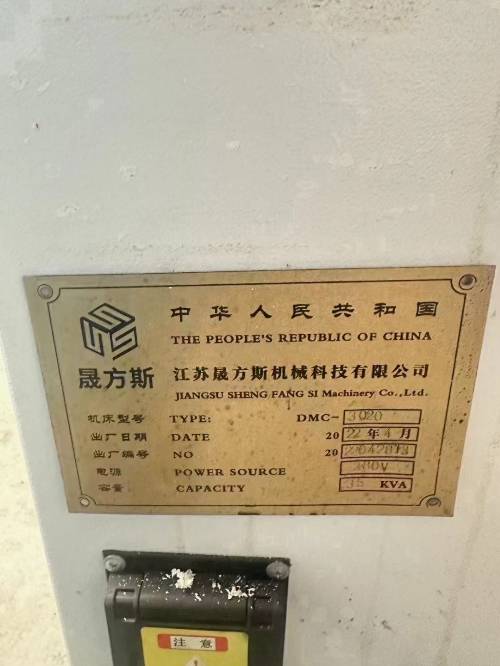 中华人民共和国
THE PEOPLE'S REPUBLIC OF CHINA
晟方斯
江苏晟方斯机械科技有限公司
JIANGSU SHENG FANG SI Machinery Co.,Ltd.
机床型号 TYPE: DMC-3020
出厂日期 DATE 2022年4月
出厂编号 NO 20
电源 POWER SOURCE 380V
容量 CAPACITY 35 KVA
注意